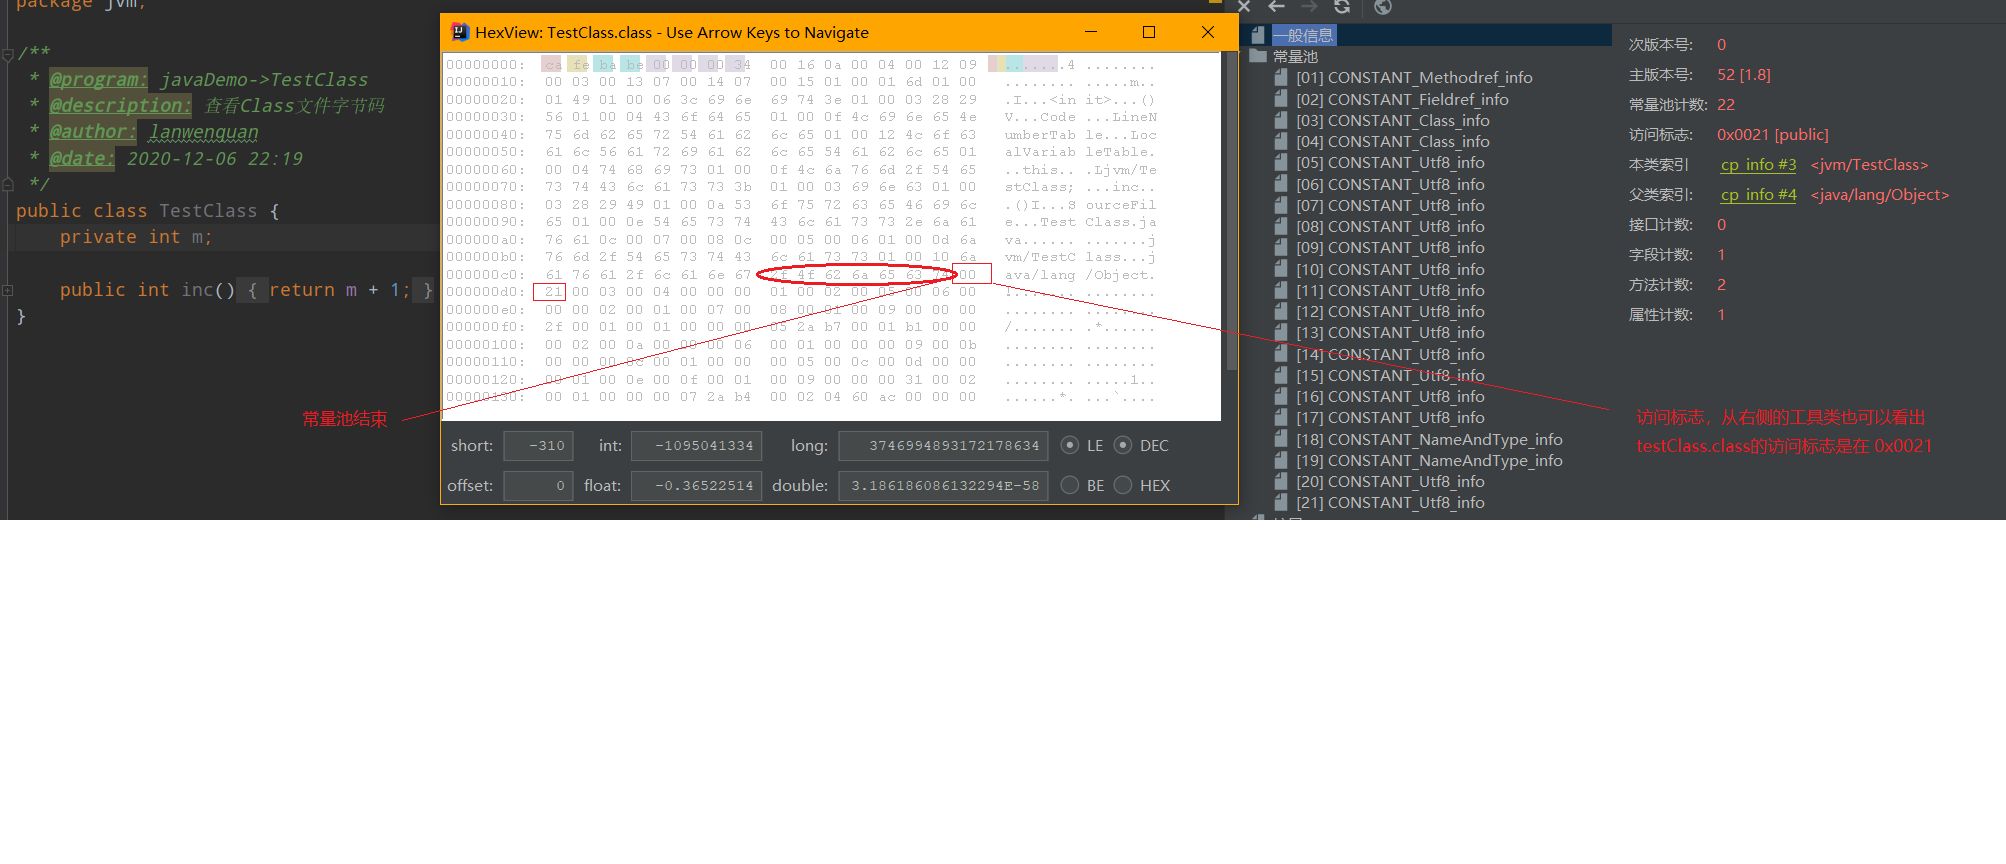 package jvm;
/**
* @program: javaDemo->TestClass
* @description: 查看Class文件字节码
* @author: lanwenquan
* @date: 2020-12-06 22:19
*/
public class TestClass {
private int m;
public int inc() { return m + 1; }
}
常量池结束
HexView: TestClass.class - Use Arrow Keys to Navigate
00000000: ca fe ba be 00 00 00 34 00 16 0a 00 04 00 12 09 .......4 ........
00000010: 00 03 00 13 07 00 14 07 00 15 01 00 01 6d 01 00 ........ .....m..
00000020: 01 49 01 00 06 3c 69 6e 69 74 3e 01 00 03 28 29 .I...<in it>...()
00000030: 56 01 00 04 43 6f 64 65 01 00 0f 4c 69 6e 65 4e V...Code ...LineN
00000040: 75 6d 62 65 72 54 61 62 6c 65 01 00 12 4c 6f 63 umberTab le...Loc
00000050: 61 6c 56 61 72 69 61 62 6c 65 54 61 62 6c 65 01 alVariab leTable.
00000060: 00 04 74 68 69 73 01 00 0f 4c 6a 76 6d 2f 54 65 ..this.. .Ljvm/Te
00000070: 73 74 43 6c 61 73 73 3b 01 00 03 69 6e 63 01 00 stClass; ...inc..
00000080: 03 28 29 49 01 00 0a 53 6f 75 72 63 65 46 69 6c .()I...S ourceFil
00000090: 65 01 00 0e 54 65 73 74 43 6c 61 73 73 2e 6a 61 e...Test Class.ja
000000a0: 76 61 0c 00 07 00 08 0c 00 05 00 06 01 00 0d 6a va...... .......j
000000b0: 76 6d 2f 54 65 73 74 43 6c 61 73 73 01 00 10 6a vm/TestC lass...j
000000c0: 61 76 61 2f 6c 61 6e 67 2f 4f 62 6a 65 63 74 00 ava/lang /Object.
000000d0: 21 00 03 00 04 00 00 00 01 00 02 00 05 00 06 00 !....... ........
000000e0: 00 00 02 00 01 00 07 00 08 00 01 00 09 00 00 00 ........ ........
000000f0: 2f 00 01 00 01 00 00 00 05 2a b7 00 01 b1 00 00 /....... .*......
00000100: 00 02 00 0a 00 00 00 06 00 01 00 00 00 09 00 0b ........ ........
00000110: 00 00 00 0c 00 01 00 00 00 05 00 0c 00 0d 00 00 ........ ........
00000120: 00 01 00 0e 00 0f 00 01 00 09 00 00 00 31 00 02 ........ .....1..
00000130: 00 01 00 00 00 07 2a b4 00 02 04 60 ac 00 00 00 ......*. ...`....
short: -310 int: -1095041334 long: 3746994893172178634 LE DEC
offset: 0 float: -0.36522514 double: 3.186186086132294E-58 BE HEX
一般信息
常量池
[01] CONSTANT_Methodref_info
[02] CONSTANT_Fieldref_info
[03] CONSTANT_Class_info
[04] CONSTANT_Class_info
[05] CONSTANT_Utf8_info
[06] CONSTANT_Utf8_info
[07] CONSTANT_Utf8_info
[08] CONSTANT_Utf8_info
[09] CONSTANT_Utf8_info
[10] CONSTANT_Utf8_info
[11] CONSTANT_Utf8_info
[12] CONSTANT_Utf8_info
[13] CONSTANT_Utf8_info
[14] CONSTANT_Utf8_info
[15] CONSTANT_Utf8_info
[16] CONSTANT_Utf8_info
[17] CONSTANT_Utf8_info
[18] CONSTANT_NameAndType_info
[19] CONSTANT_NameAndType_info
[20] CONSTANT_Utf8_info
[21] CONSTANT_Utf8_info
次版本号: 0
主版本号: 52 [1.8]
常量池计数: 22
访问标志: 0x0021 [public]
本类索引 cp_info #3 <jvm/TestClass>
父类索引: cp_info #4 <java/lang/Object>
接口计数: 0
字段计数: 1
方法计数: 2
属性计数: 1
访问标志，从右侧的工具类也可以看出
testClass.class的访问标志是在 0x0021